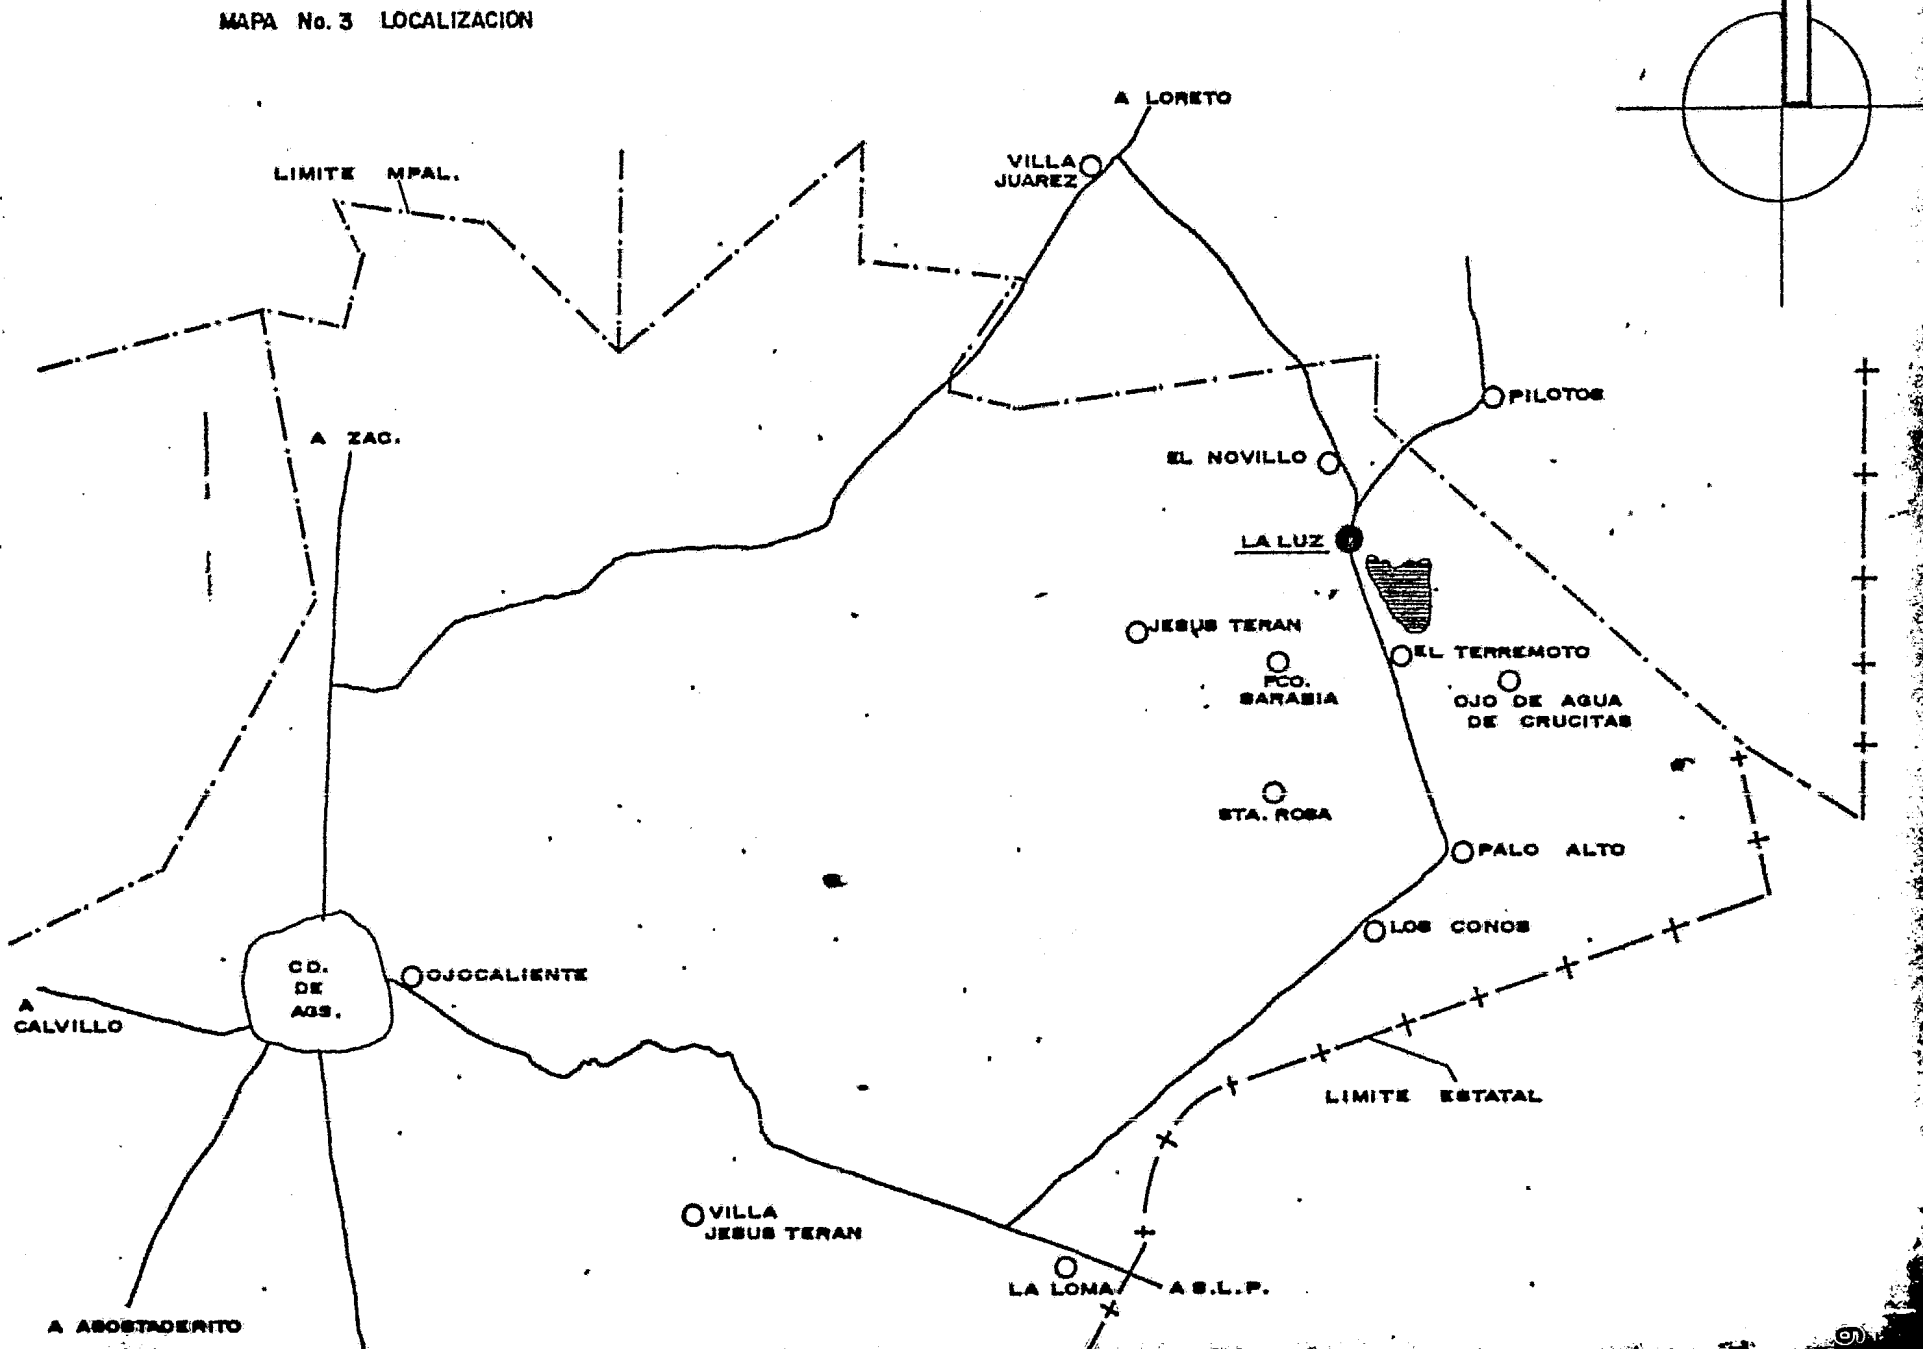 MAPA No. 3 LOCALIZACION
A LORETO
VILLA
JUAREZ
LIMITE MPAL.
PILOTOS
A ZAC.
EL NOVILLO
LA LUZ
JESUS TERAN
EL TERREMOTO
FCO.
SARABIA
OJO DE AGUA
DE CRUCITAS
STA. ROSA
PALO ALTO
LOS CONOS
CD.
DE
AGS.
OJOCALIENTE
A
CALVILLO
LIMITE ESTATAL
VILLA
JESUS TERAN
LA LOMA
A S.L.P.
A ABOSTADERITO